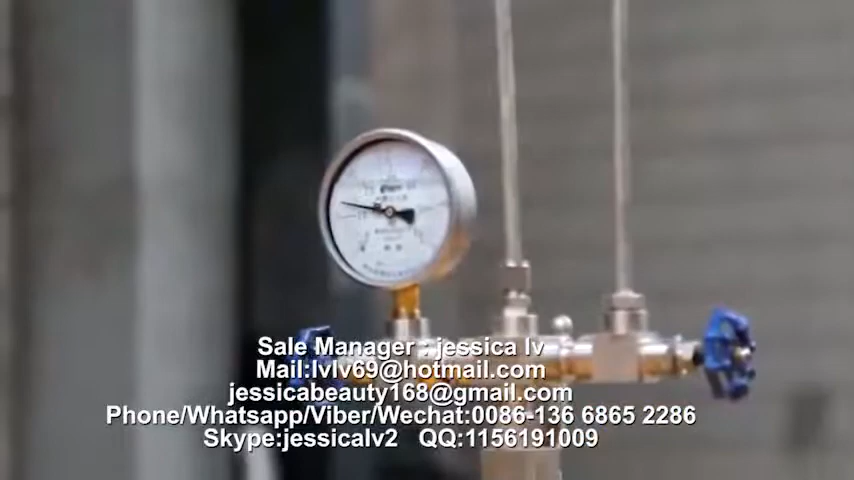 Sale Manager : jessica lv
Mail:lvlv69@hotmail.com
jessicabeauty168@gmail.com
Phone/Whatsapp/Viber/Wechat:0086-136 6865 2286
Skype:jessicalv2 QQ:1156191009